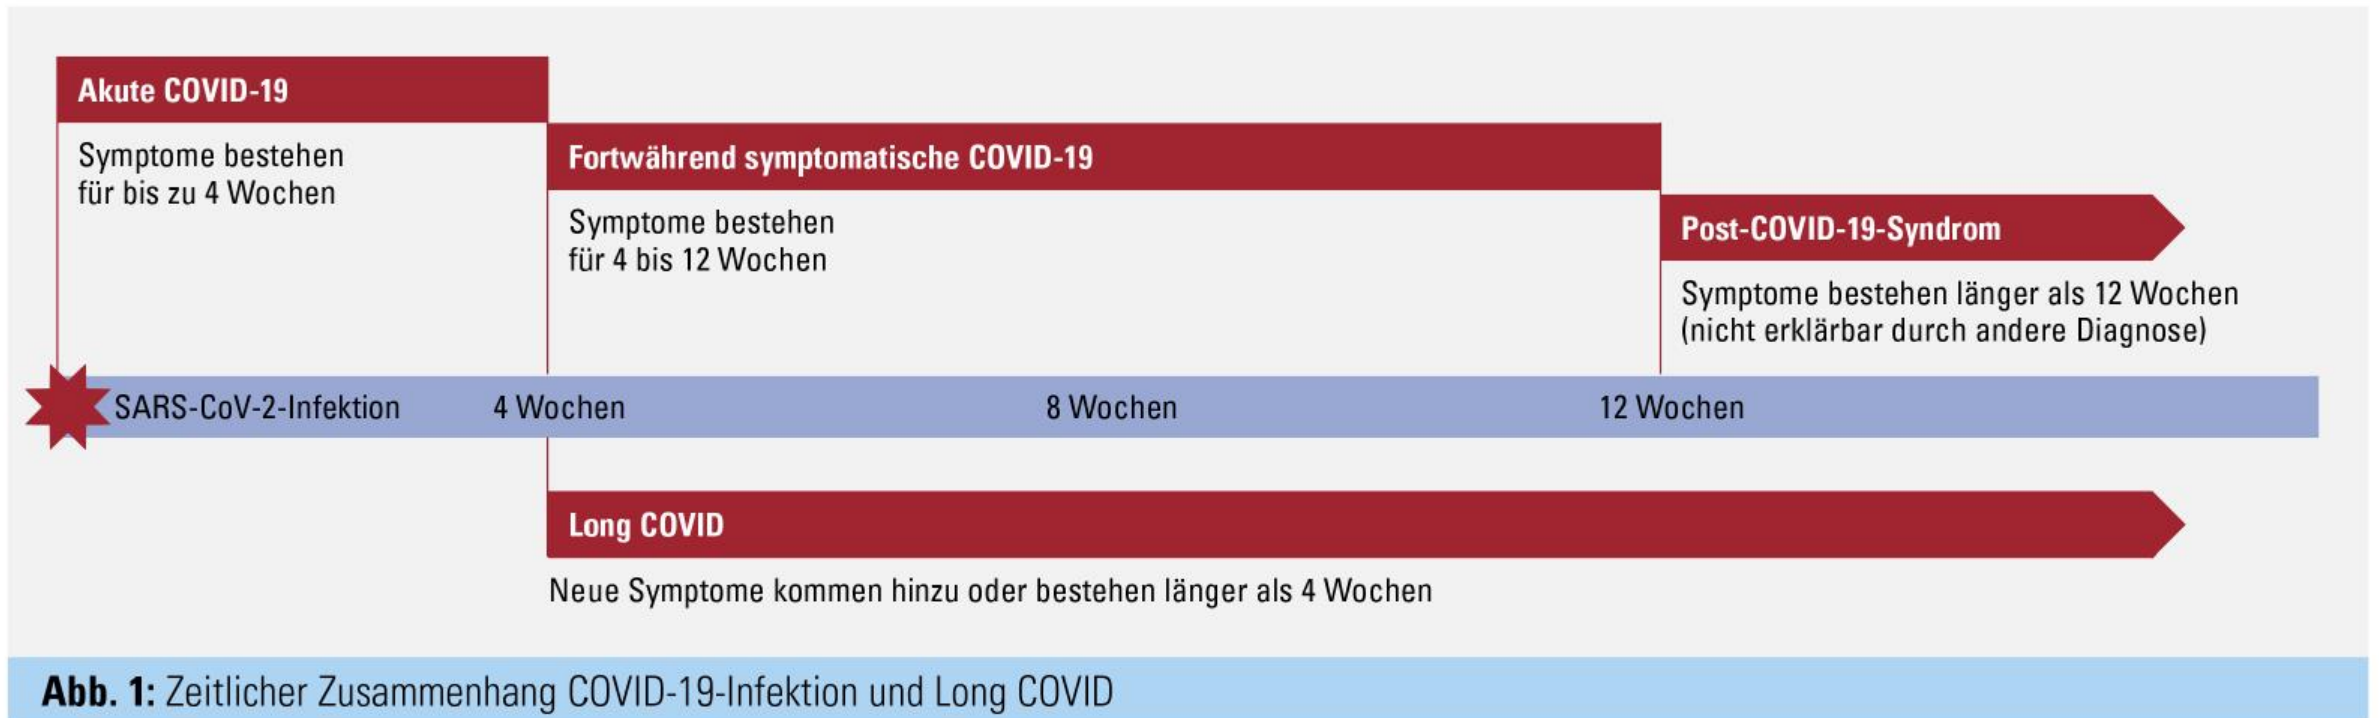 Akute COVID-19
Symptome bestehen
für bis zu 4 Wochen
Fortwährend symptomatische COVID-19
Symptome bestehen
für 4 bis 12 Wochen
Post-COVID-19-Syndrom
Symptome bestehen länger als 12 Wochen
(nicht erklärbar durch andere Diagnose)
SARS-CoV-2-Infektion 4 Wochen 8 Wochen 12 Wochen
Long COVID
Neue Symptome kommen hinzu oder bestehen länger als 4 Wochen
Abb. 1: Zeitlicher Zusammenhang COVID-19-Infektion und Long COVID